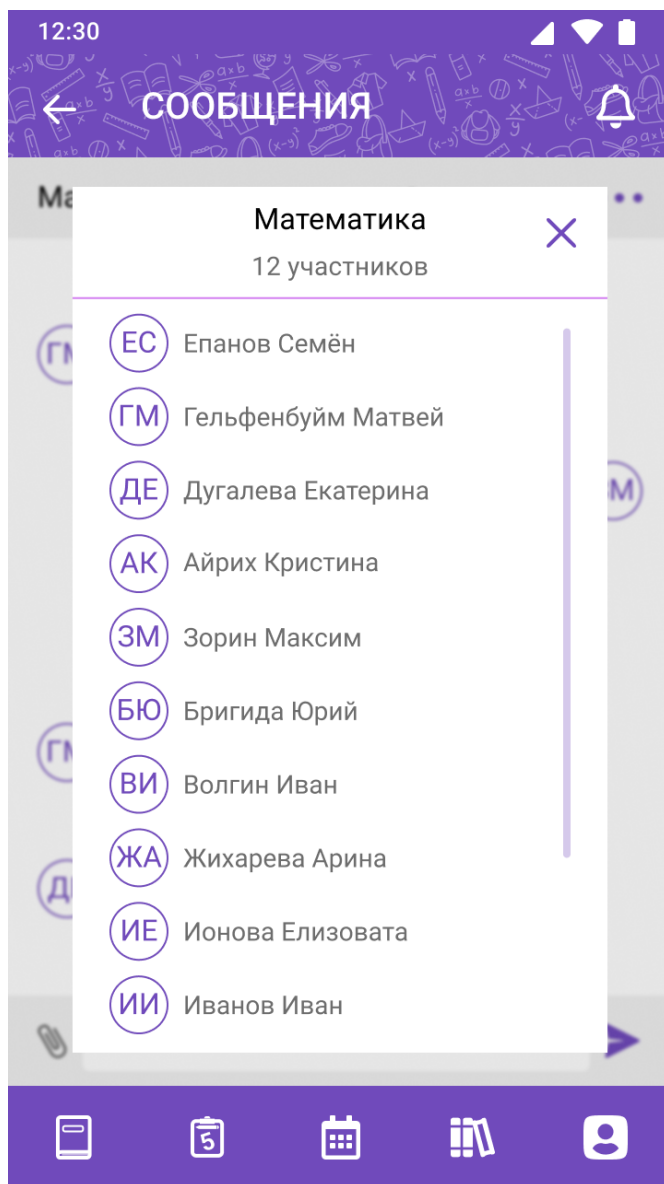 12:30
СООБЩЕНИЯ
Математика
12 участников
ЕС Епанов Семён
ГМ Гельфенбуйм Матвей
ДЕ Дугалева Екатерина
АК Айрих Кристина
ЗМ Зорин Максим
БЮ Бригида Юрий
ВИ Волгин Иван
ЖА Жихарева Арина
ИЕ Ионова Елизовата
ИИ Иванов Иван
5